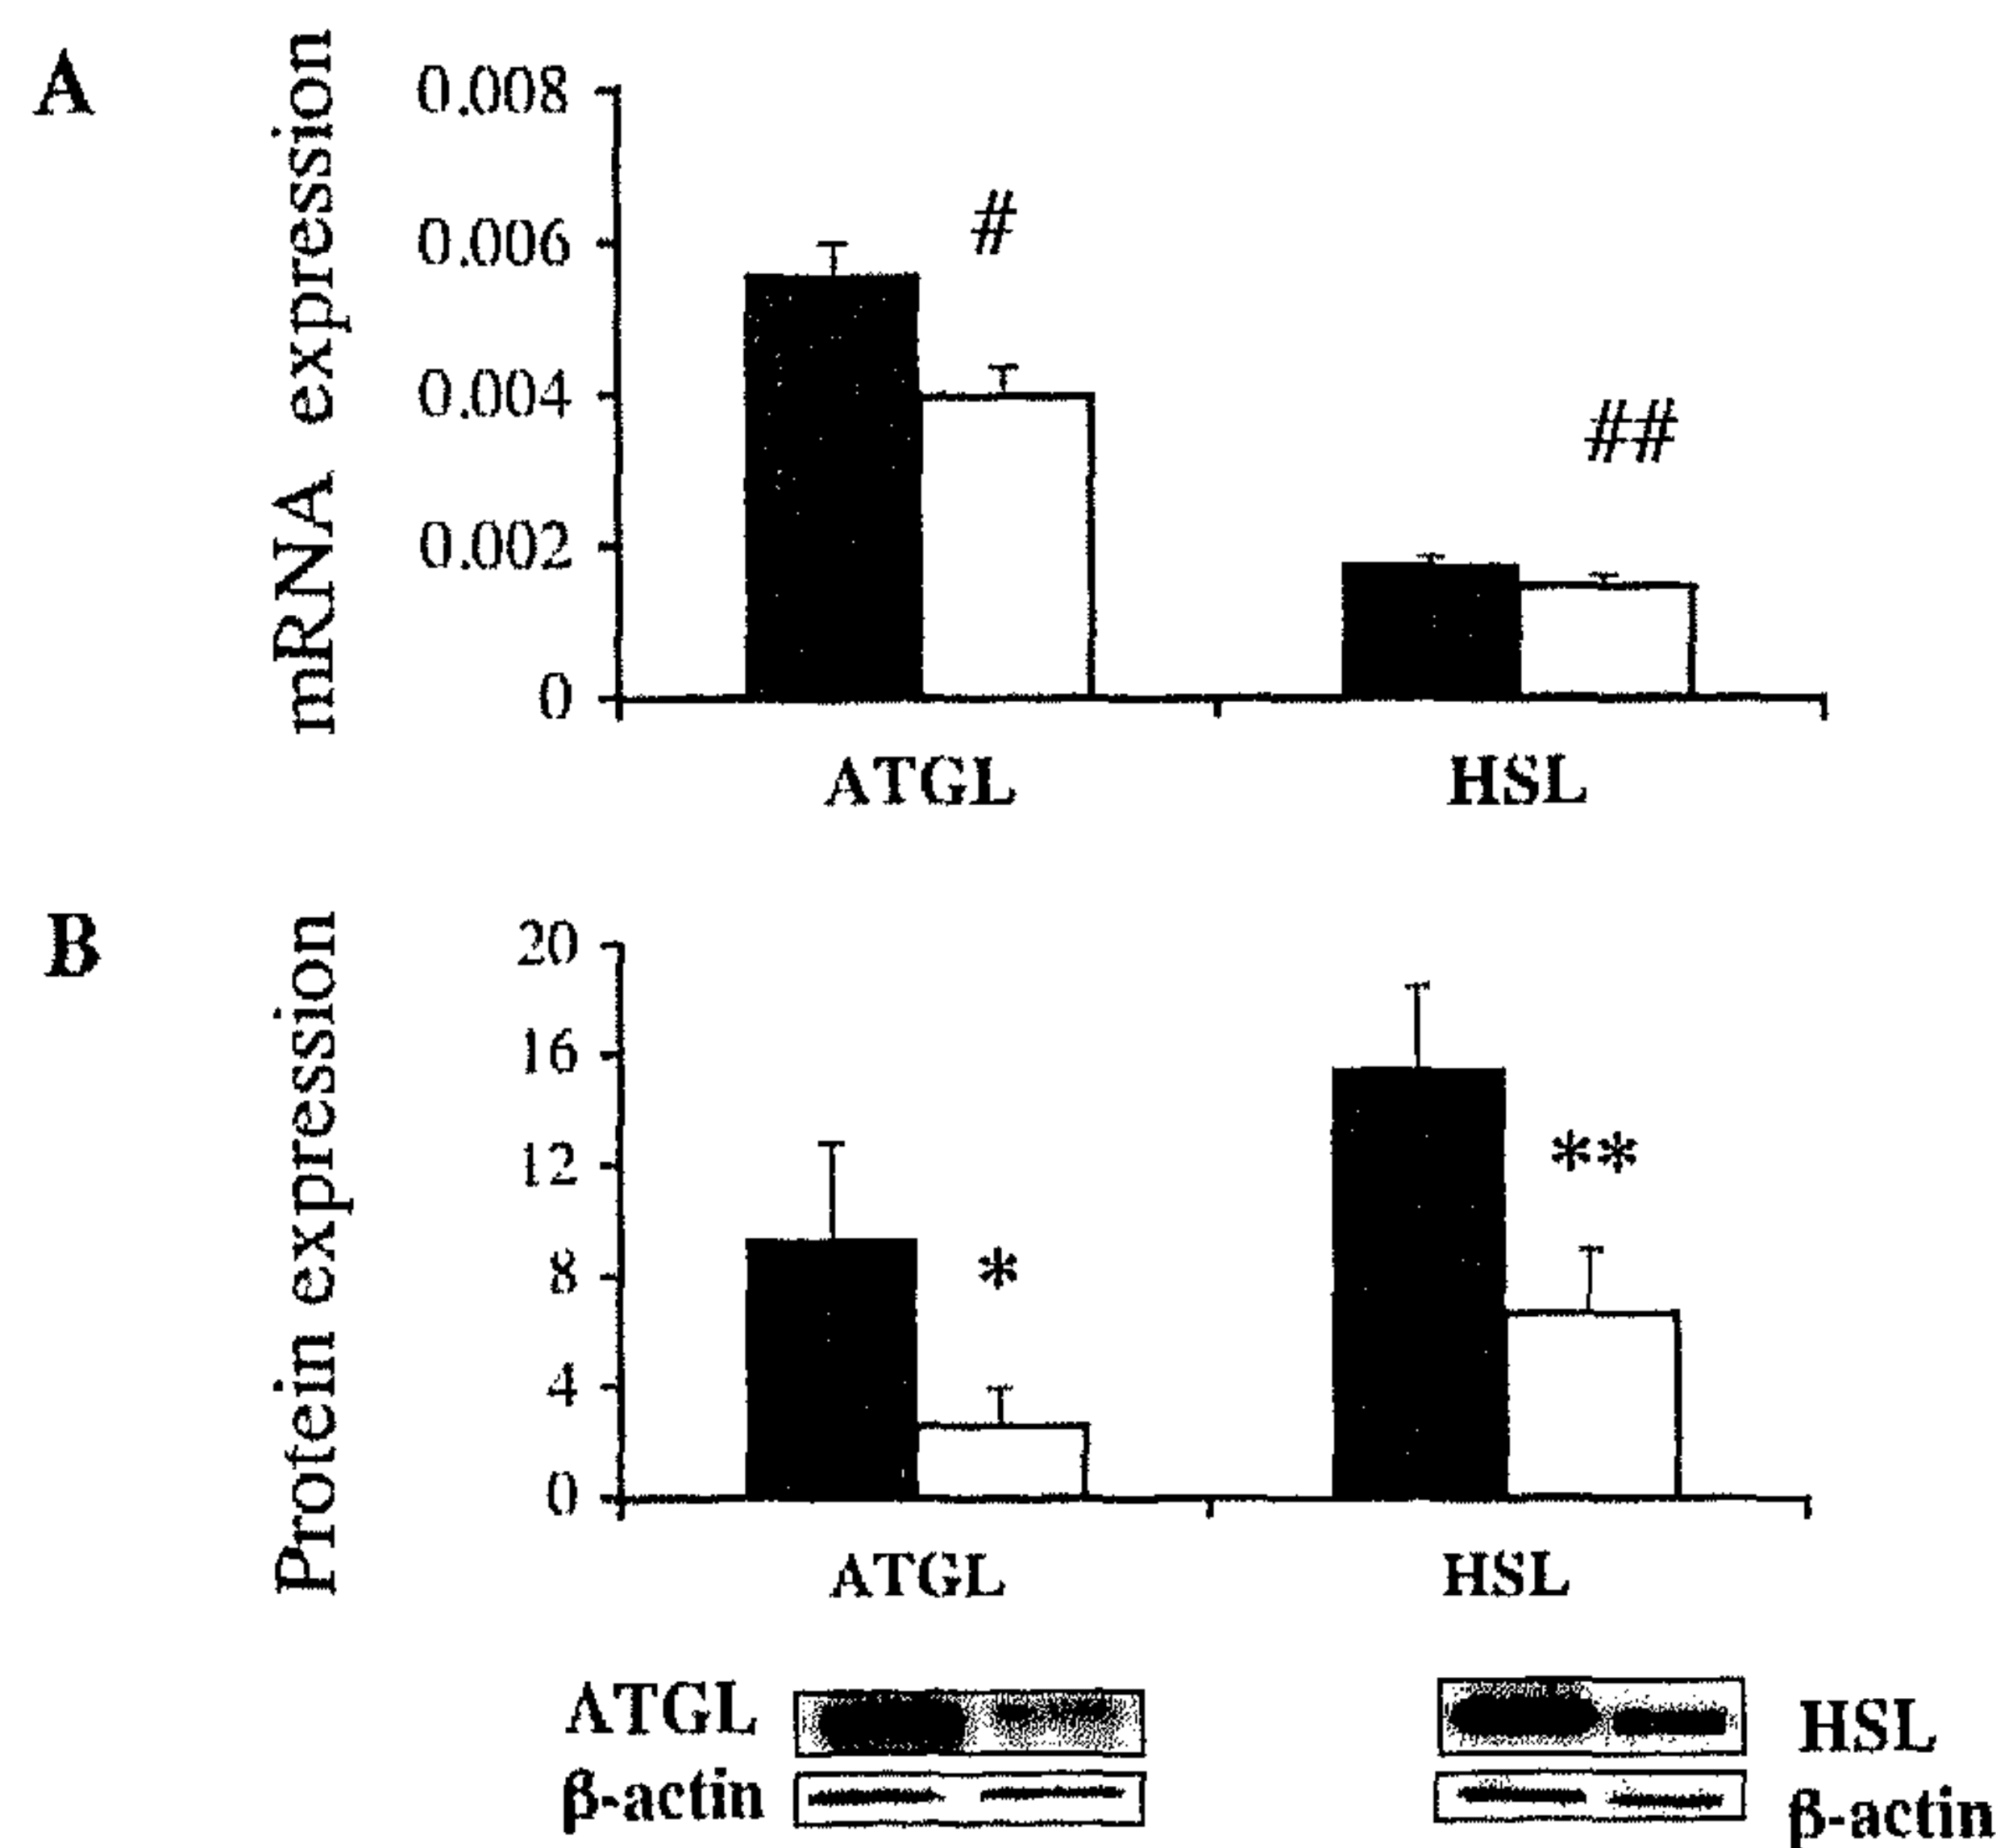 A
mRNA expression
0.008
0.006
0.004
0.002
0
#
##
ATGL
HSL
B
Protein expression
20
16
12
8
4
0
*
**
ATGL
HSL
ATGL
HSL
β-actin
β-actin